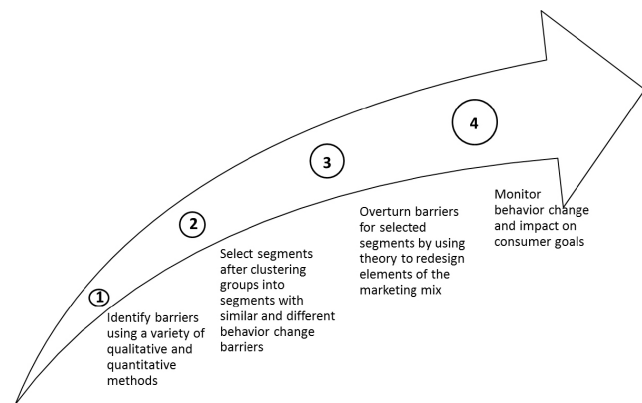 1
Identify barriers
using a variety of
qualitative and
quantitative
methods
2
Select segments
after clustering
groups into
segments with
similar and different
behavior change
barriers
3
Overturn barriers
for selected
segments by using
theory to redesign
elements of the
marketing mix
4
Monitor
behavior change
and impact on
consumer goals